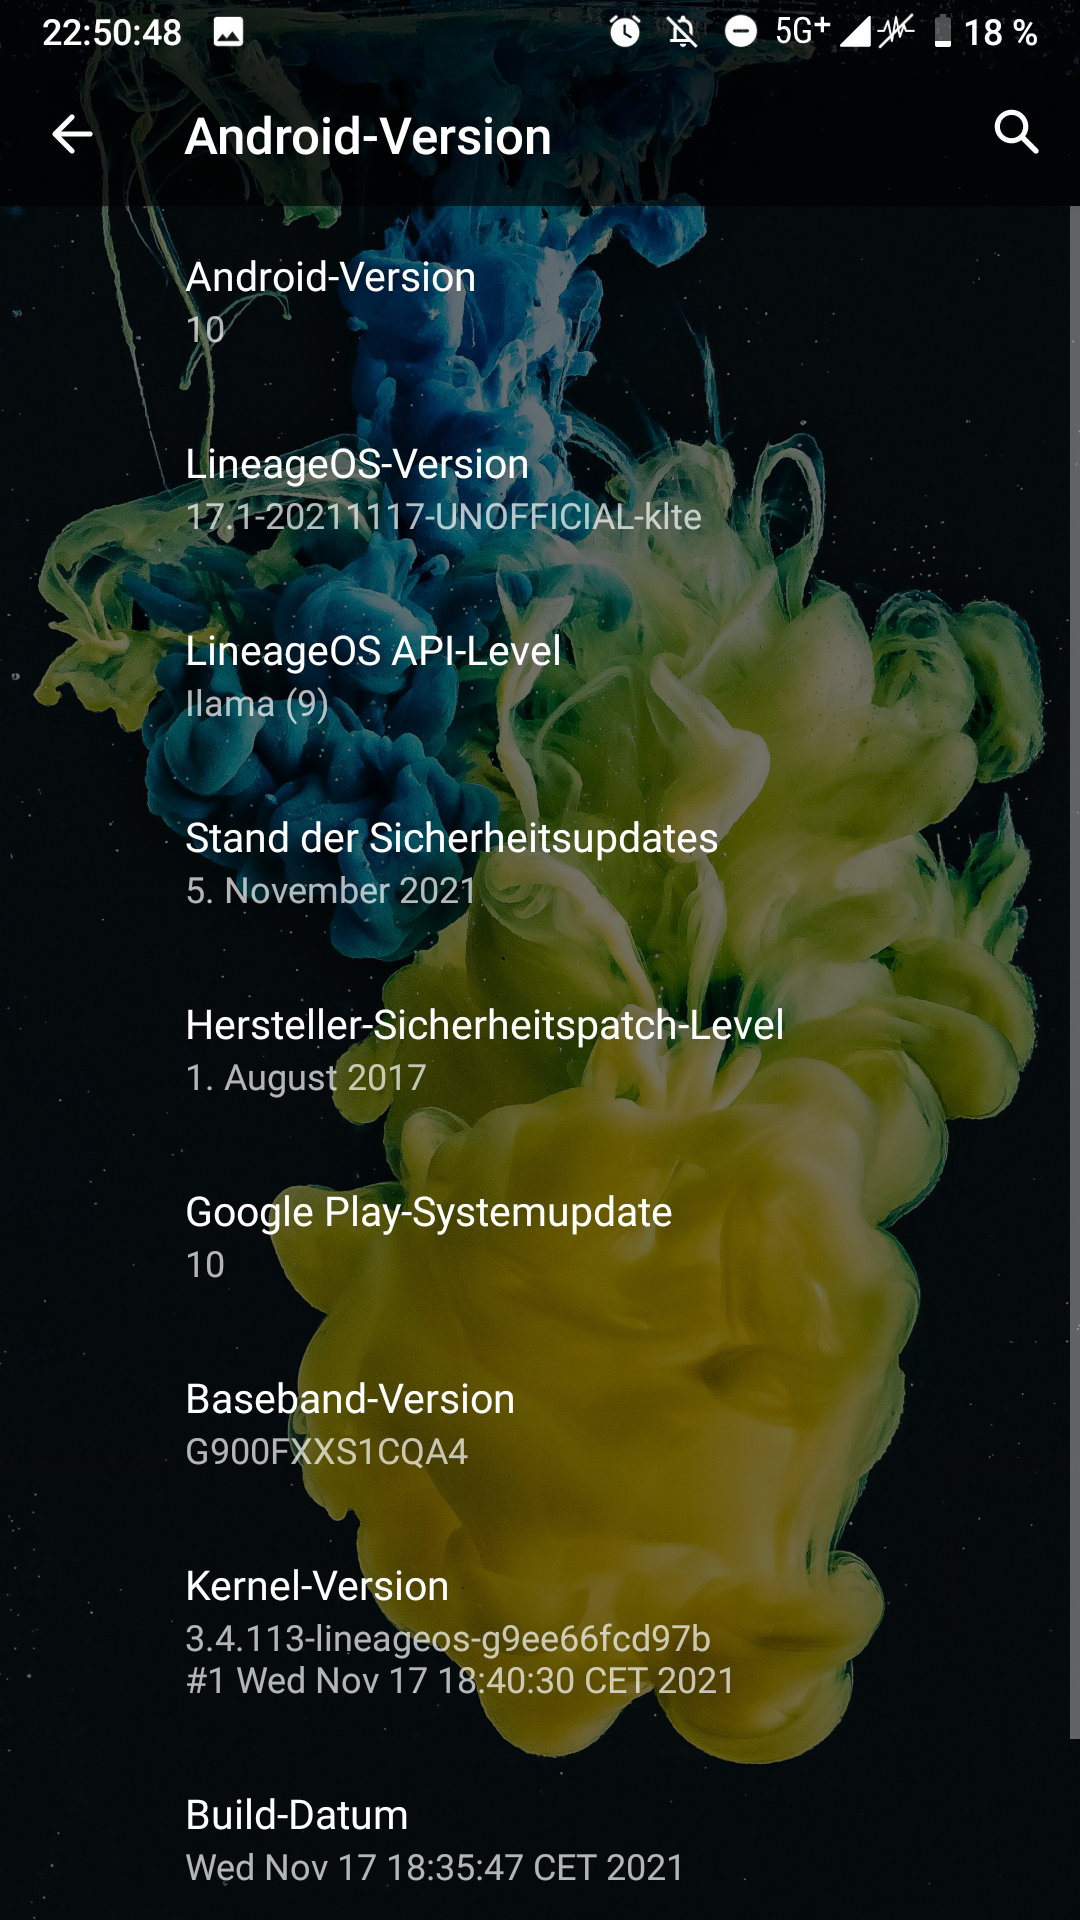 22:50:48 5G+ 18 %
Android-Version
Android-Version
10
LineageOS-Version
17.1-20211117-UNOFFICIAL-klte
LineageOS API-Level
llama (9)
Stand der Sicherheitsupdates
5. November 2021
Hersteller-Sicherheitspatch-Level
1. August 2017
Google Play-Systemupdate
10
Baseband-Version
G900FXXS1CQA4
Kernel-Version
3.4.113-lineageos-g9ee66fcd97b
#1 Wed Nov 17 18:40:30 CET 2021
Build-Datum
Wed Nov 17 18:35:47 CET 2021